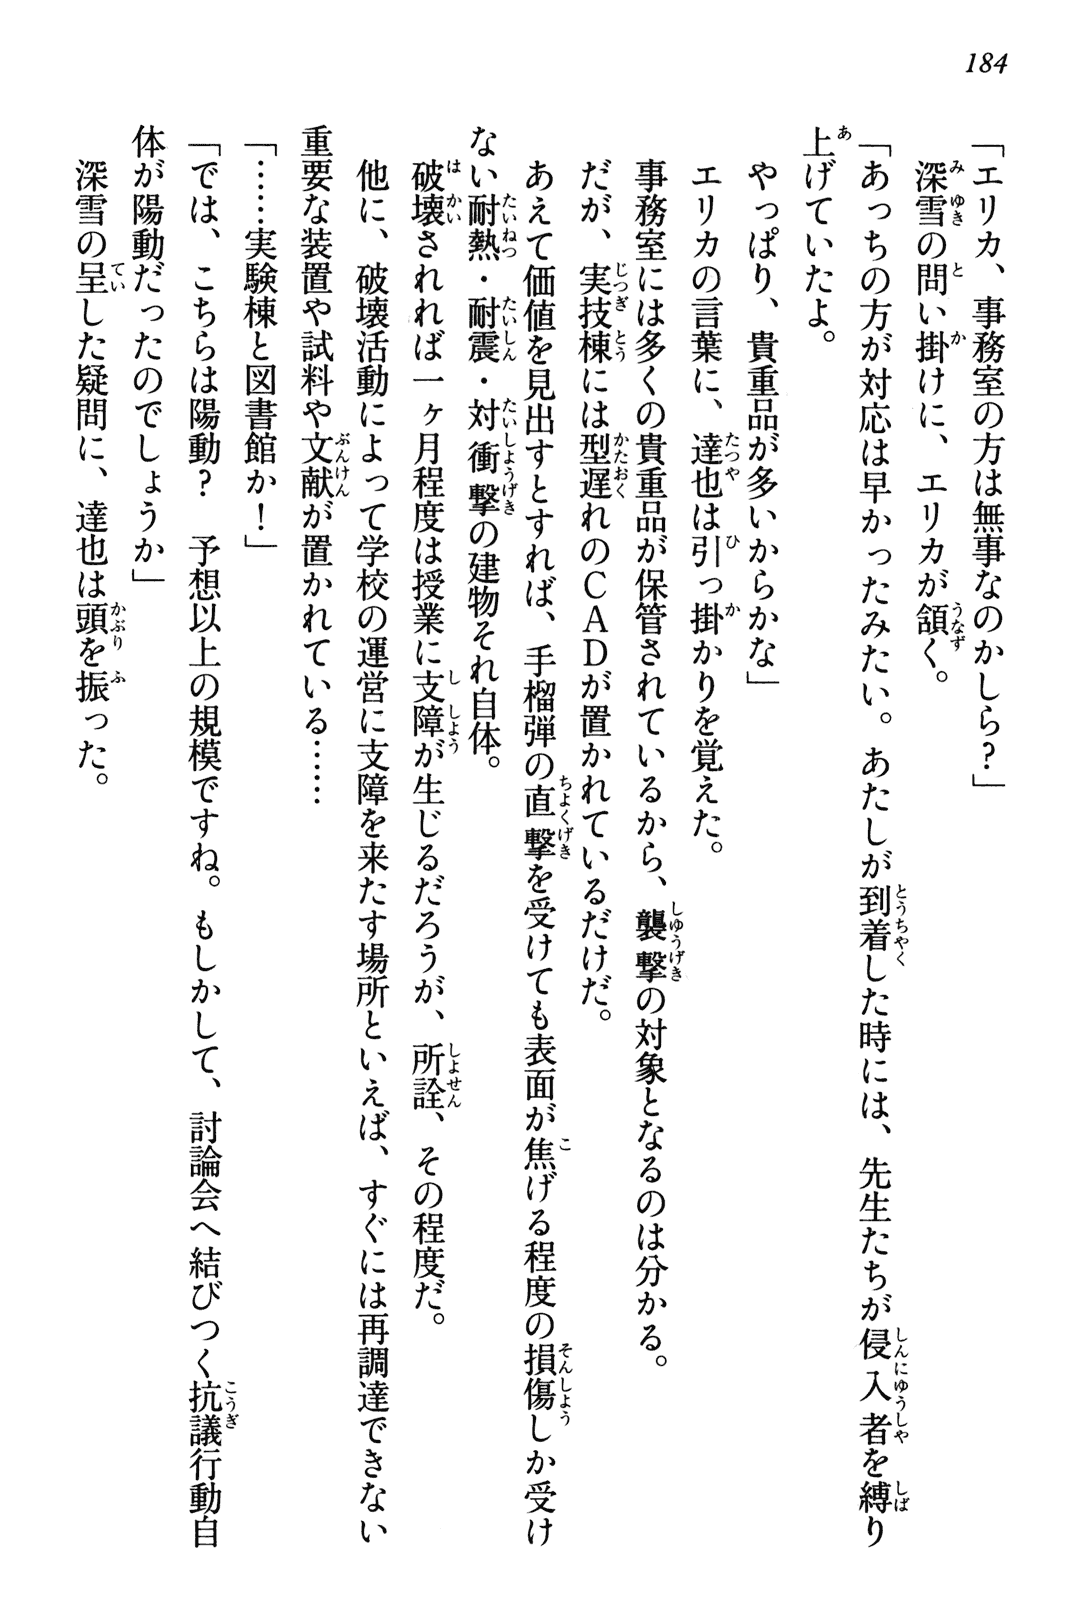 184
「エリカ、事務室の方は無事なのかしら？」
　深雪の問い掛けに、エリカが頷く。
「あっちの方が対応は早かったみたい。あたしが到着した時には、先生たちが侵入者を縛り
上げていたよ。
　やっぱり、貴重品が多いからかな」
　エリカの言葉に、達也は引っ掛かりを覚えた。
　事務室には多くの貴重品が保管されているから、襲撃の対象となるのは分かる。
　だが、実技棟には型遅れのＣＡＤが置かれているだけだ。
　あえて価値を見出すとすれば、手榴弾の直撃を受けても表面が焦げる程度の損傷しか受け
ない耐熱・耐震・対衝撃の建物それ自体。
　破壊されれば一ヶ月程度は授業に支障が生じるだろうが、所詮、その程度だ。
　他に、破壊活動によって学校の運営に支障を来たす場所といえば、すぐには再調達できない
重要な装置や試料や文献が置かれている……
「……実験棟と図書館か！」
「では、こちらは陽動？　予想以上の規模ですね。もしかして、討論会へ結びつく抗議行動自
体が陽動だったのでしょうか」
　深雪の呈した疑問に、達也は頭を振った。